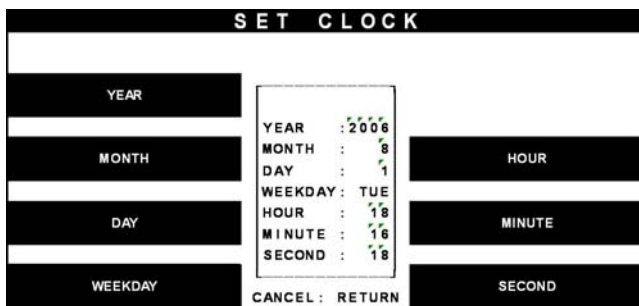 SET CLOCK
YEAR
MONTH
DAY
WEEKDAY
YEAR :2006
MONTH : 8
DAY : 1
WEEKDAY: TUE
HOUR : 18
MINUTE : 16
SECOND : 18
CANCEL: RETURN
HOUR
MINUTE
SECOND